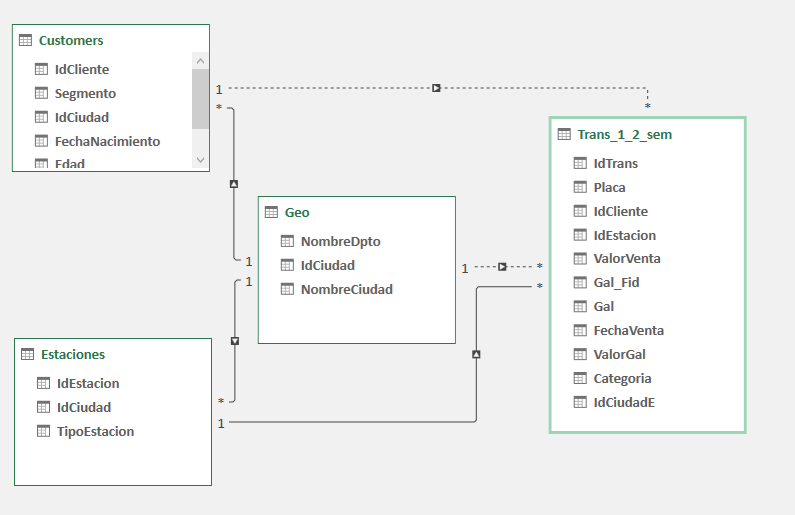 Customers
IdCliente
Segmento
IdCiudad
FechaNacimiento
Edad
1
*
*
Trans_1_2_sem
IdTrans
Placa
IdCliente
IdEstacion
ValorVenta
Gal_Fid
Gal
FechaVenta
ValorGal
Categoria
IdCiudadE
Geo
NombreDpto
IdCiudad
NombreCiudad
1
1
1
*
*
Estaciones
IdEstacion
IdCiudad
TipoEstacion
*
1